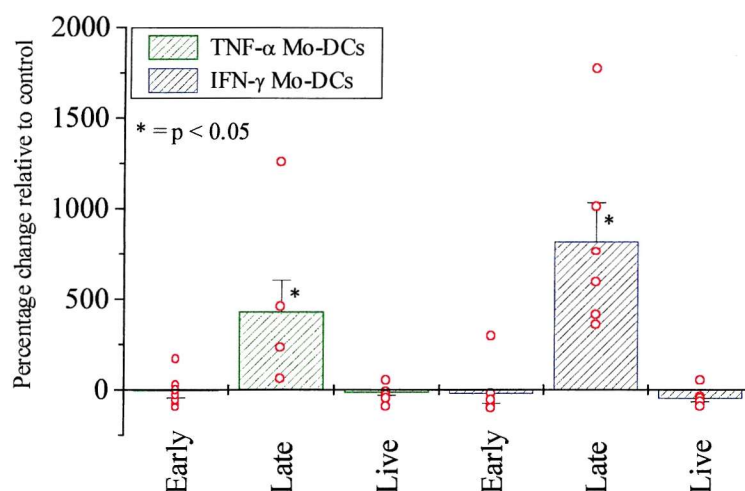 Percentage change relative to control
2000
1500
1000
500
0
TNF-α Mo-DCs
IFN-γ Mo-DCs
* = p < 0.05
*
*
Early
Late
Live
Early
Late
Live